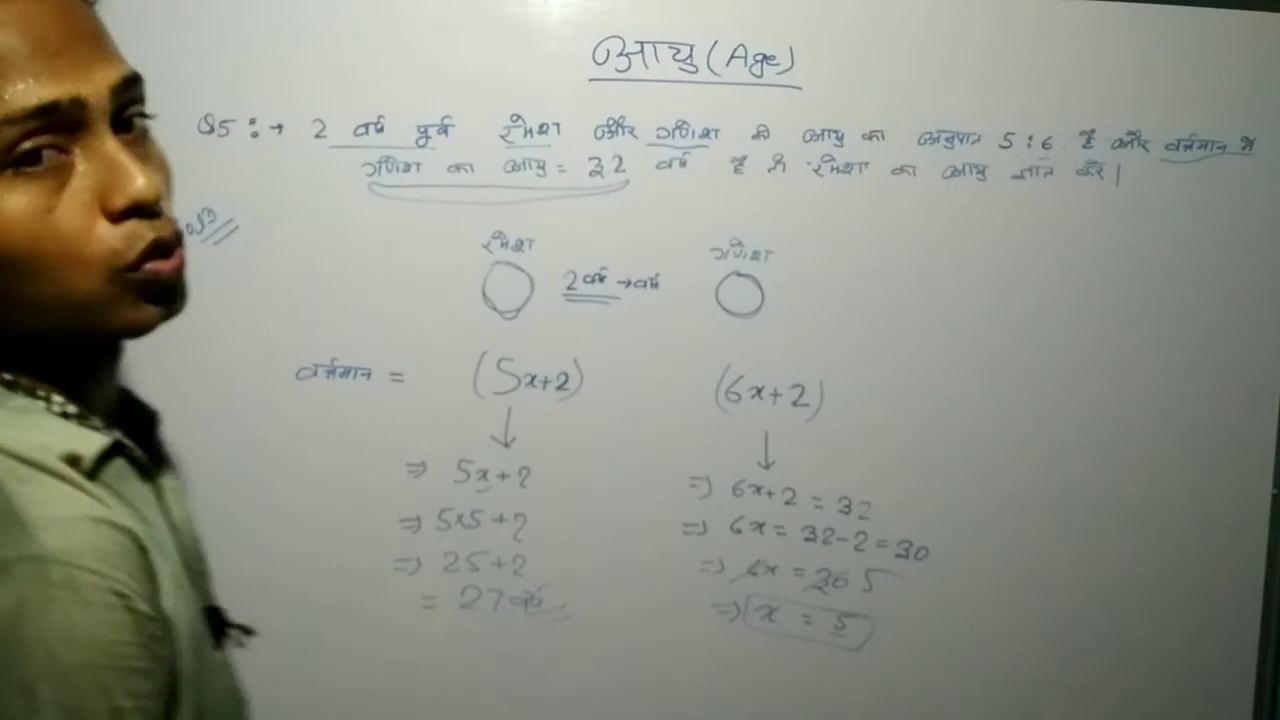 आयु (Age)
Q5 :→ 2 वर्ष पूर्व रमेश और गणेश की आयु का अनुपात 5 : 6 है और वर्त्तमान में
गणेश का आयु = 32 वर्ष है तो रमेश का आयु ज्ञात करें।
रमेश
गणेश
2 वर्ष → वर्ष
वर्त्तमान = (5x+2) (6x+2)
⇒ 5x+2
⇒ 5×5+2
⇒ 25+2
= 27 वर्ष
⇒ 6x+2 = 32
⇒ 6x = 32-2 = 30
⇒ 6x = 30 5
⇒ x = 5